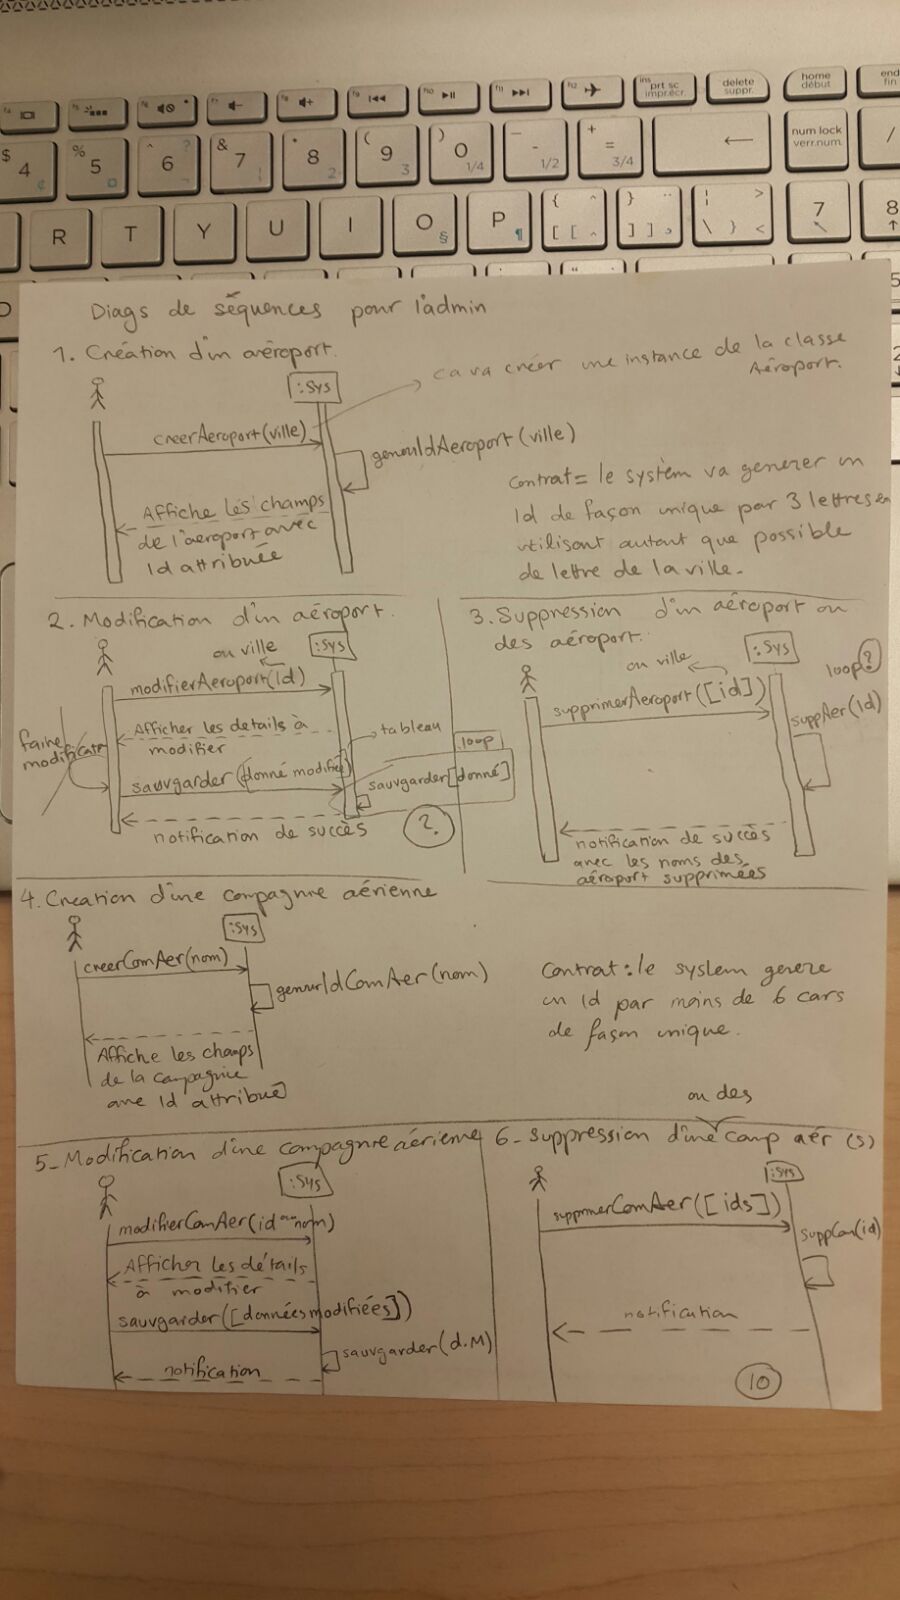 prt sc
impr.écr.
delete
suppr.
home
début
end
fin
$ 4
% 5
^ 6
& 7
* 8
( 9 3
) 0 1/4
- 1/2
+ = 3/4
num lock
verr.num.
/
R T Y U I O § P ¶
{ [
} ]
7
8
Diags de séquences pour l'admin
1. Création d'un aéroport.
:Sys
ca va créer une instance de la classe
Aéroport.
creerAeroport(ville)
genourIdAeroport(ville)
Contrat = le systèm va generer un
Id de façon unique par 3 lettres en
utilisant autant que possible
de lettre de la ville.
Affiche les champs
de l'aeroport avec
Id attribuée
2. Modification d'un aéroport.
:Sys
ou ville
modifierAeroport(id)
Afficher les details à
modifier
faire
modificat
tableau
loop
sauvgarder(donné modifié)
sauvgarder[donné]
notification de succès
?
3. Suppression d'un aéroport ou
des aéroport.
:Sys
ou ville
loop ?
supprimerAeroport([id])
suppAer(id)
notification de succès
avec les noms des
aéroport supprimées
4. Creation d'une compagnie aérienne
:Sys
creerComAer(nom)
genourIdComAer(nom)
Contrat : le system genere
un Id par moins de 6 cars
de façon unique.
Affiche les champs
de la compagnie
avec Id attribué
5_ Modification d'une compagnie aérienne
:Sys
modifierComAer(id ou nom)
Afficher les détails
à modifier
sauvgarder([données modifiées])
sauvgarder(d.M)
notification
ou des
6_ suppression d'une comp aér (s)
:Sys
supprimerComAer([ids])
suppCom(id)
notification
10